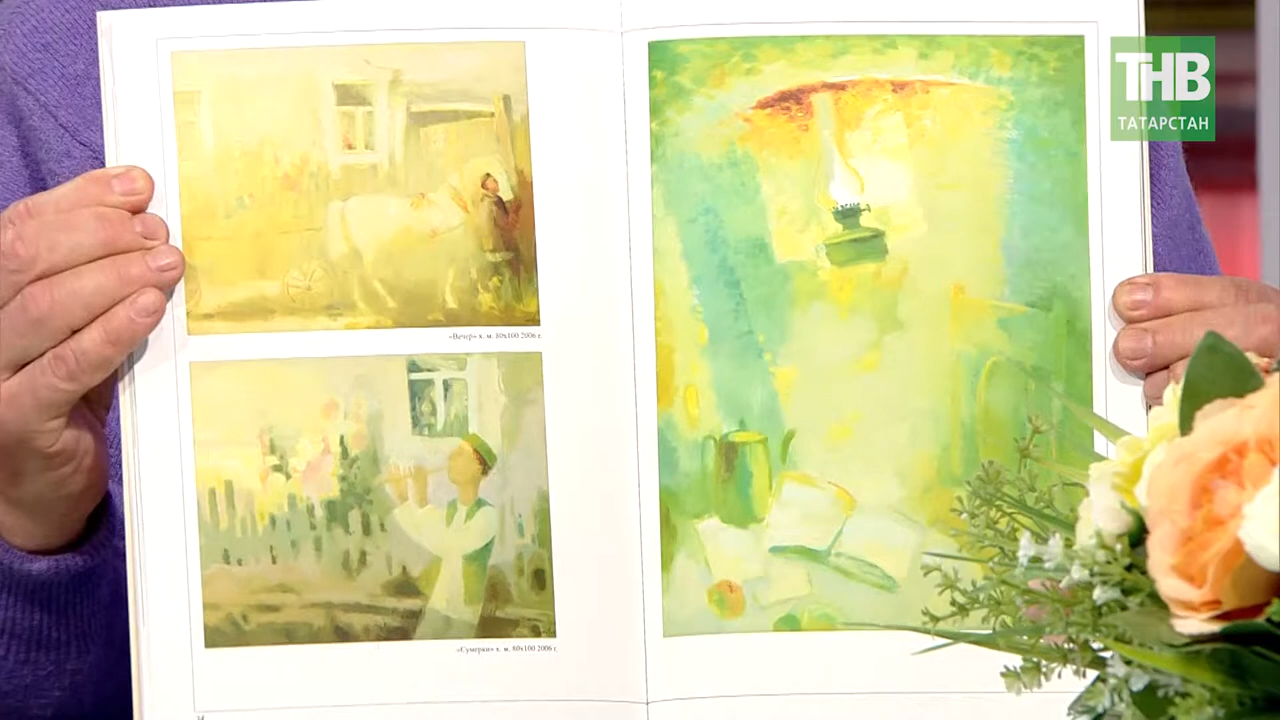 ТНВ
ТАТАРСТАН
«Вечер» х. м. 80х100 2006 г.
«Сумерки» х. м. 80х100 2006 г.